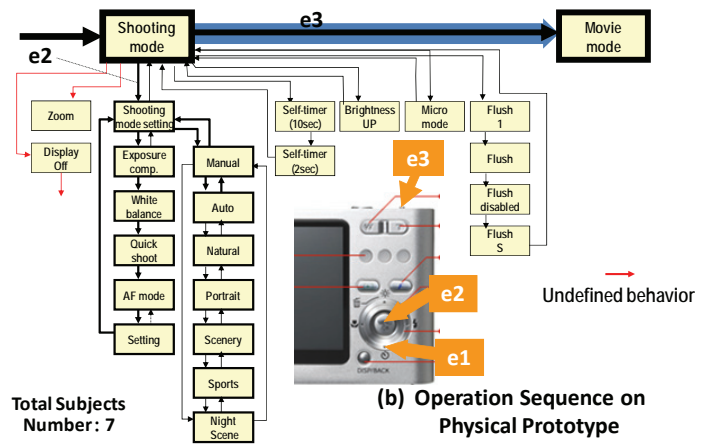 e3
Shooting
mode
Movie
mode
e2
Zoom
Display
Off
Shooting
mode setting
Exposure
comp.
White
balance
Quick
shoot
AF mode
Setting
Manual
Auto
Natural
Portrait
Scenery
Sports
Night
Scene
Self-timer
(10sec)
Self-timer
(2sec)
Brightness
UP
Micro
mode
Flush
1
Flush
Flush
disabled
Flush
S
e3
e2
e1
DISP/BACK
Undefined behavior
(b) Operation Sequence on
Physical Prototype
Total Subjects
Number : 7